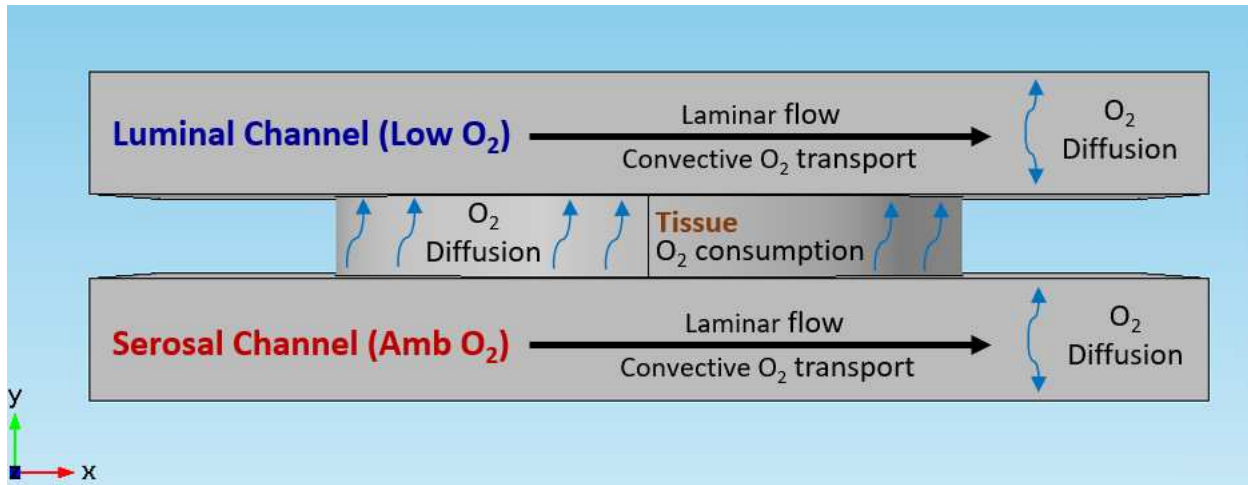 Luminal Channel (Low O₂)
Laminar flow
Convective O₂ transport
O₂
Diffusion
O₂
Diffusion
Tissue
O₂ consumption
Serosal Channel (Amb O₂)
Laminar flow
Convective O₂ transport
O₂
Diffusion
y
x